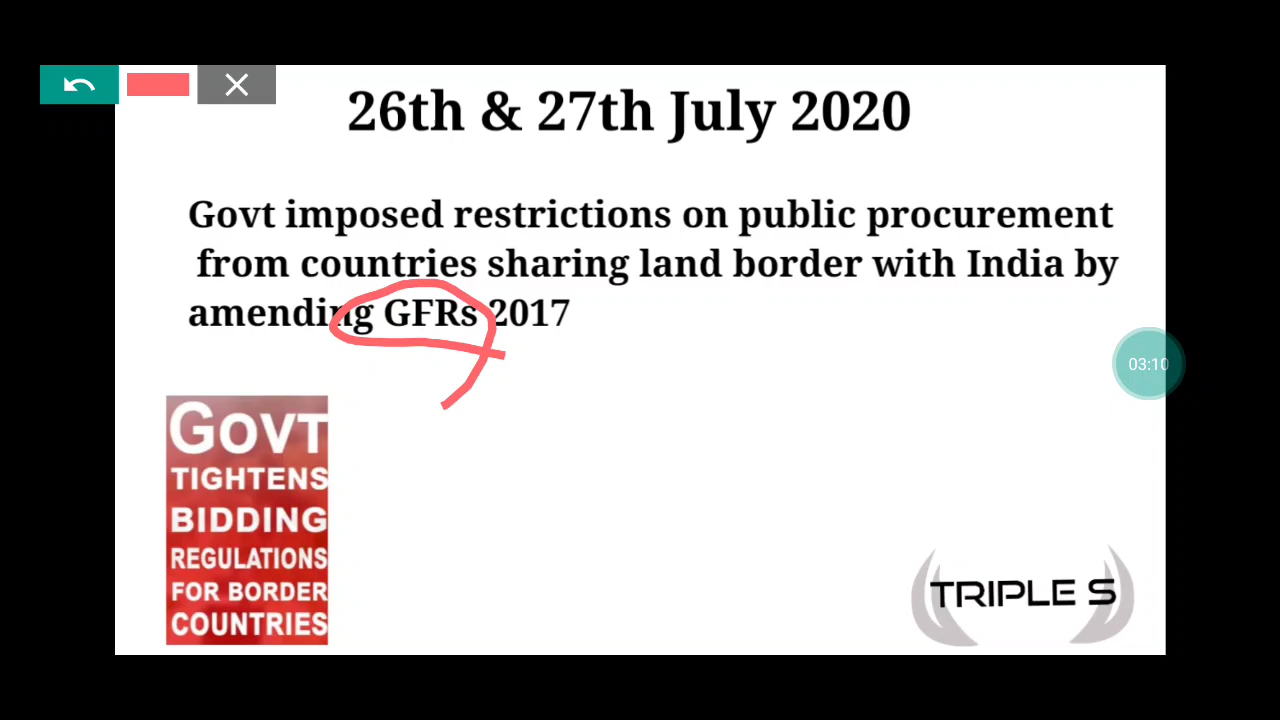 26th & 27th July 2020
Govt imposed restrictions on public procurement
from countries sharing land border with India by
amending GFRs 2017
03:10
GOVT
TIGHTENS
BIDDING
REGULATIONS
FOR BORDER
COUNTRIES
TRIPLE S